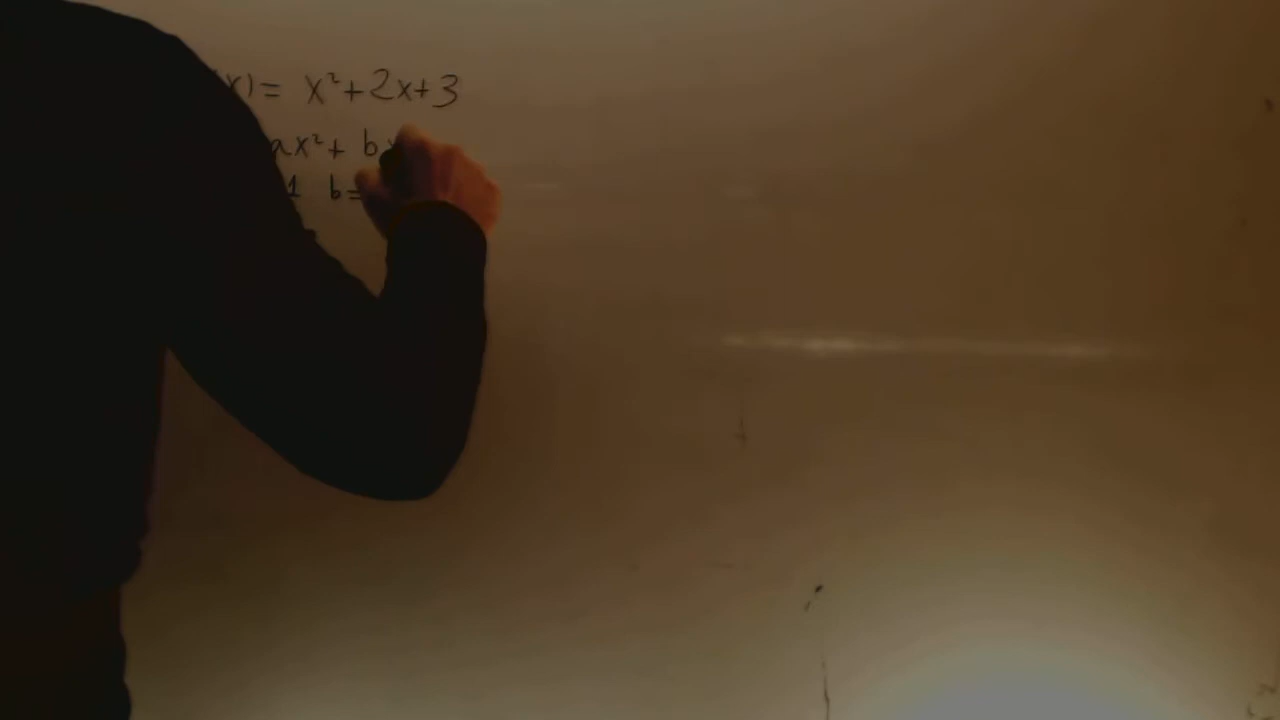 x) = x²+2x+3
ax²+ b
1 b=